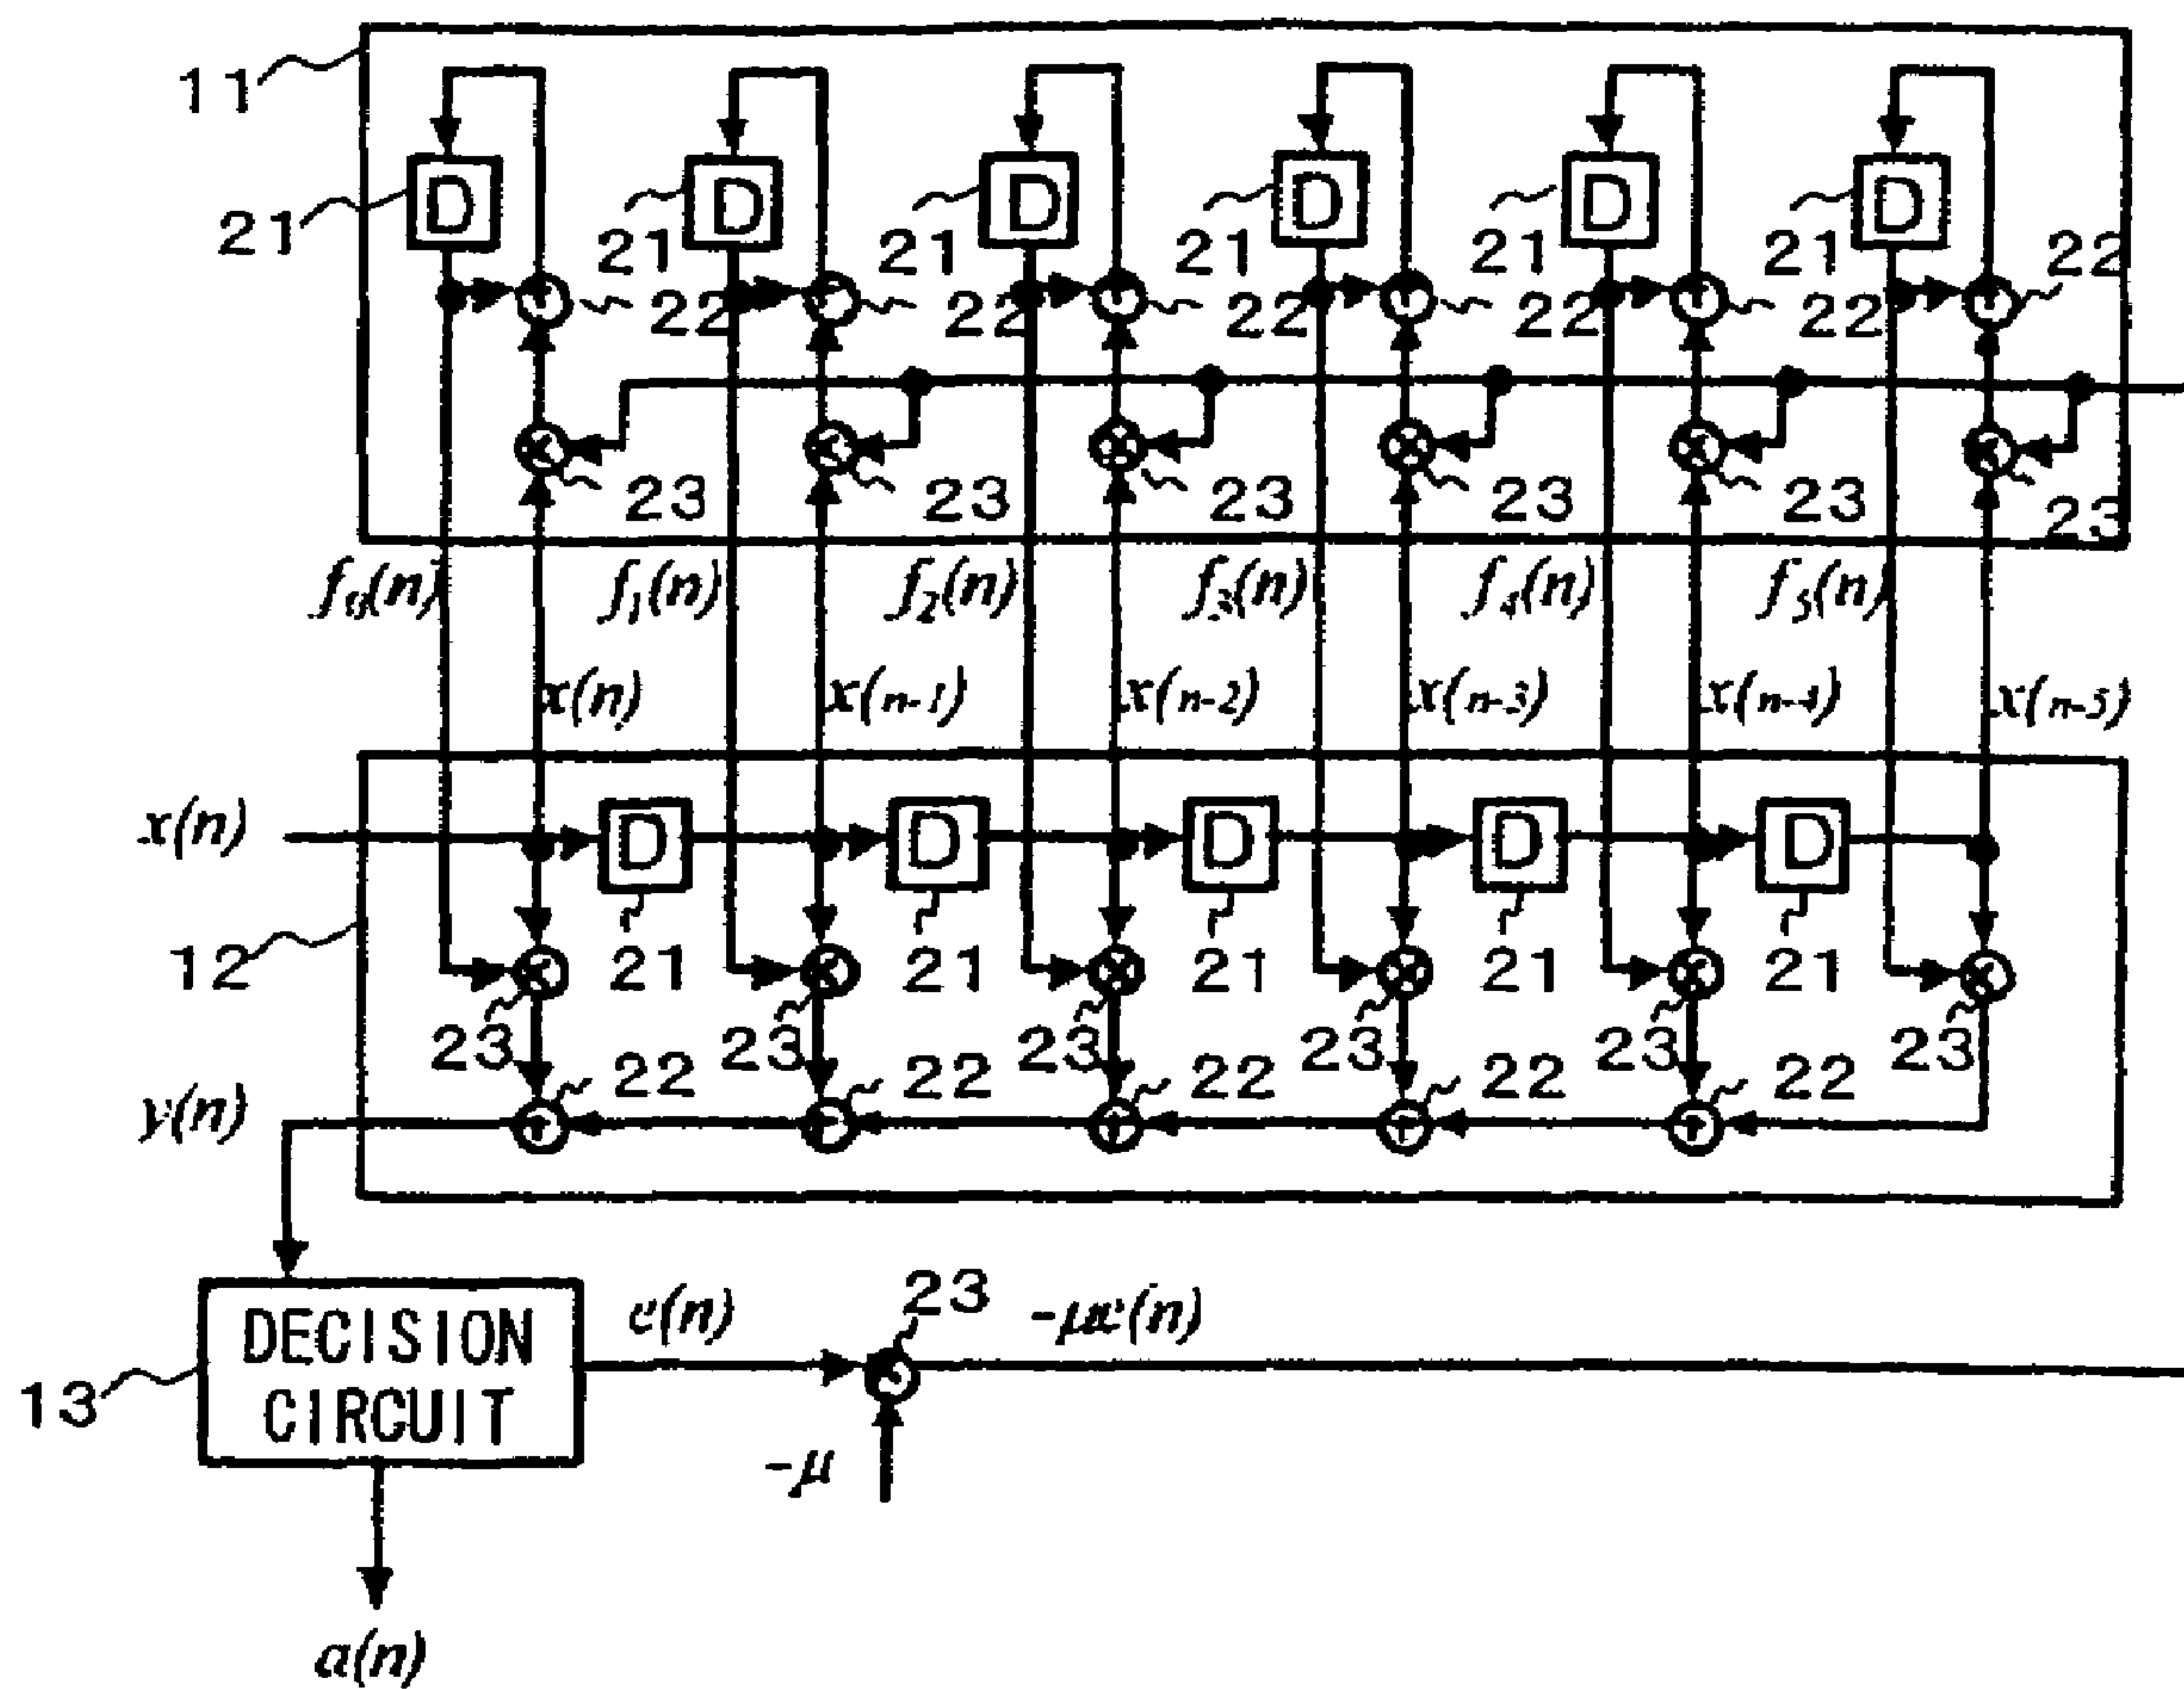 11
D D D D D D
21 21 21 21 21 21 22
22 22 22 22 22
23 23 23 23 23 23
f0(n) f1(n) f2(n) f3(n) f4(n) f5(n)
x(n) x(n-1) x(n-2) x(n-3) x(n-4) x(n-5)
x(n) D D D D D
12 21 21 21 21 21
23 23 23 23 23 23
y(n) 22 22 22 22 22
DECISION
CIRCUIT
13
e(n) 23 -μe(n)
-μ
a(n)